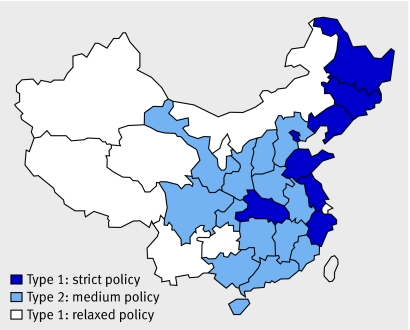 Type 1: strict policy
Type 2: medium policy
Type 1: relaxed policy